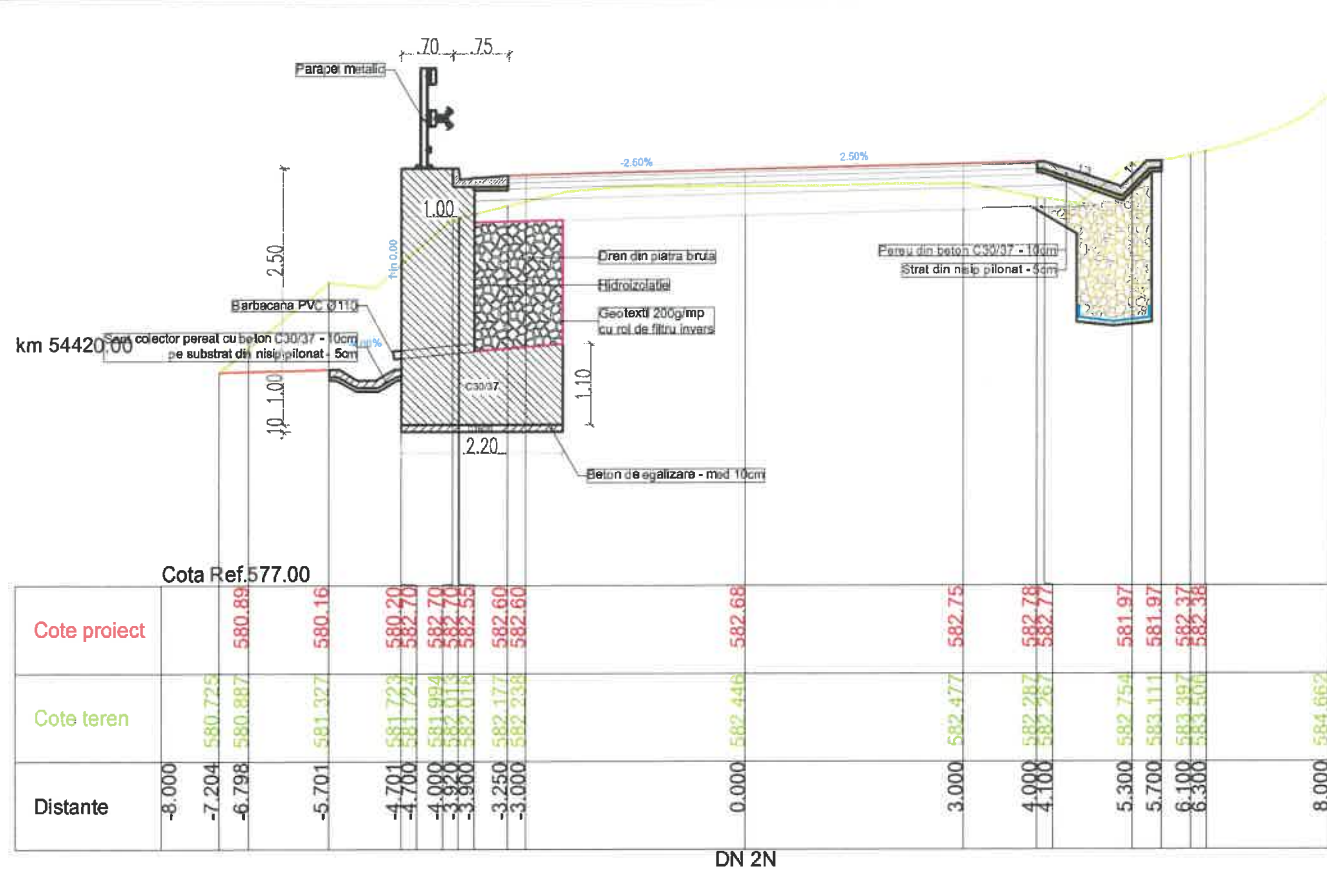 .70 .75
Parapet metalic
-2.50% 2.50%
1.00
2.50
Dren din piatra bruta
Hidroizolatie
Geotextil 200g/mp
cu rol de filtru invers
Pereu din beton C30/37 - 10cm
Strat din nisip pilonat - 5cm
Barbacana PVC Ø110
km 54420.00
Sant colector pereat cu beton C30/37 - 10cm
pe substrat din nisip pilonat - 5cm
C30/37
1.10
1.00
.10
2.20
Beton de egalizare - med 10cm
Cota Ref.577.00
Cote proiect 580.89 580.16 580.20 582.70 582.70 582.70 582.55 582.60 582.60 582.68 582.75 582.78 582.77 581.97 581.97 582.37 582.38
Cote teren 580.725 580.887 581.327 581.723 581.724 581.994 582.013 582.018 582.177 582.238 582.446 582.477 582.287 582.267 582.754 583.111 583.397 583.506 584.662
Distante -8.000 -7.204 -6.798 -5.701 -4.701 -4.700 -4.000 -3.900 -3.250 -3.000 0.000 3.000 4.000 4.100 5.300 5.700 6.100 6.300 8.000
DN 2N